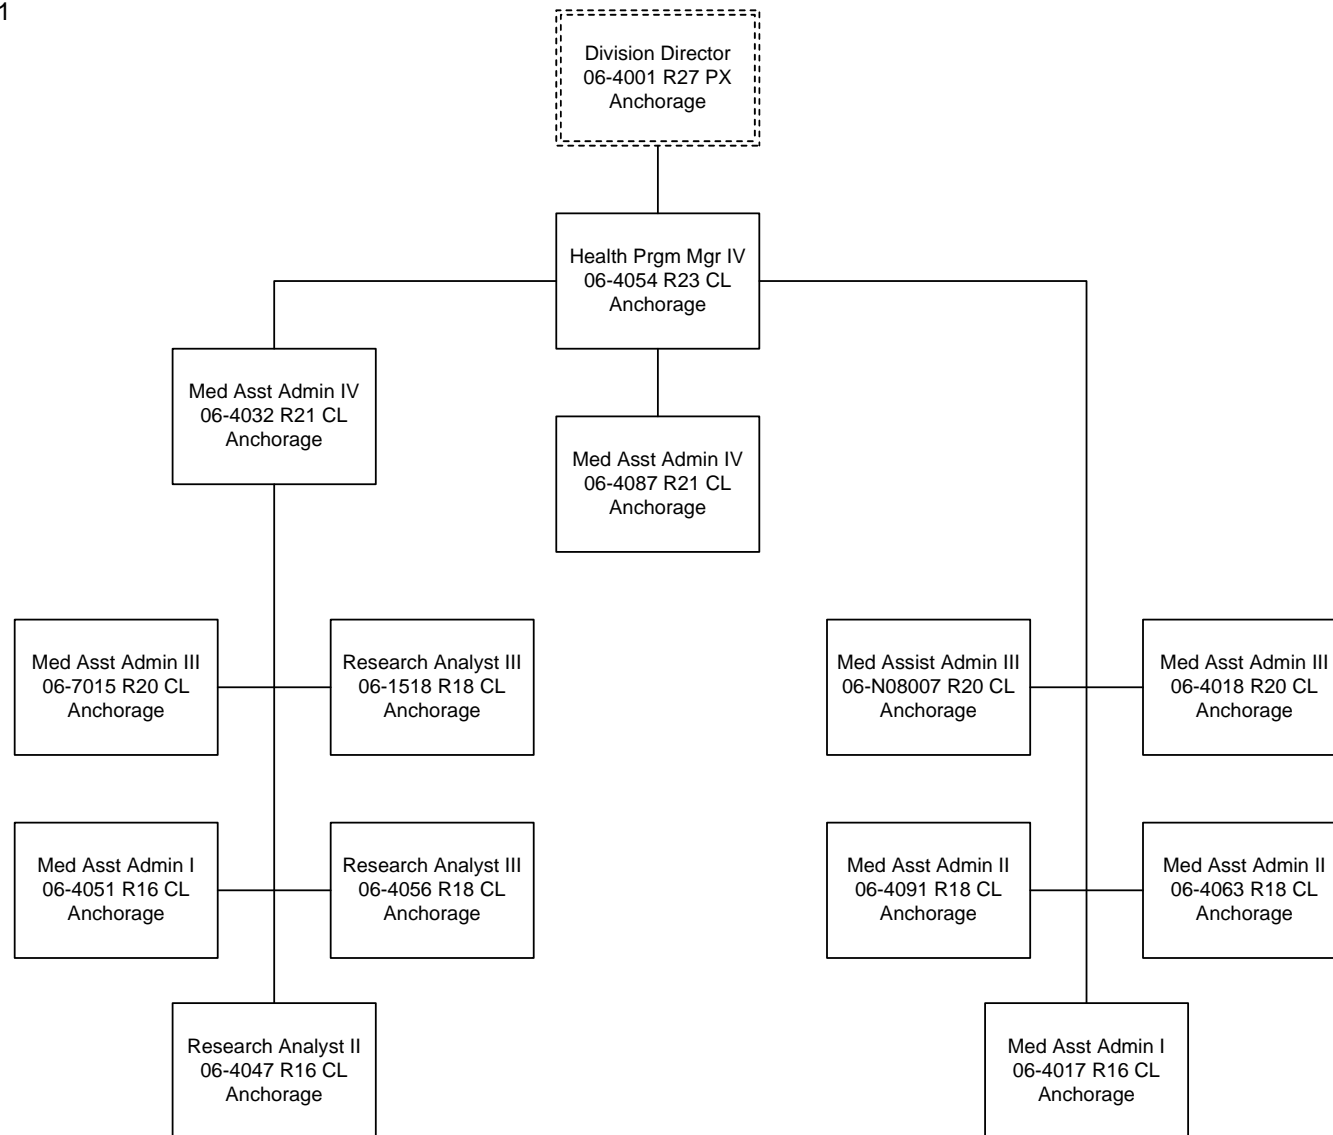 1
Division Director
06-4001 R27 PX
Anchorage
Health Prgm Mgr IV
06-4054 R23 CL
Anchorage
Med Asst Admin IV
06-4032 R21 CL
Anchorage
Med Asst Admin IV
06-4087 R21 CL
Anchorage
Med Asst Admin III
06-7015 R20 CL
Anchorage
Research Analyst III
06-1518 R18 CL
Anchorage
Med Assist Admin III
06-N08007 R20 CL
Anchorage
Med Asst Admin III
06-4018 R20 CL
Anchorage
Med Asst Admin I
06-4051 R16 CL
Anchorage
Research Analyst III
06-4056 R18 CL
Anchorage
Med Asst Admin II
06-4091 R18 CL
Anchorage
Med Asst Admin II
06-4063 R18 CL
Anchorage
Research Analyst II
06-4047 R16 CL
Anchorage
Med Asst Admin I
06-4017 R16 CL
Anchorage